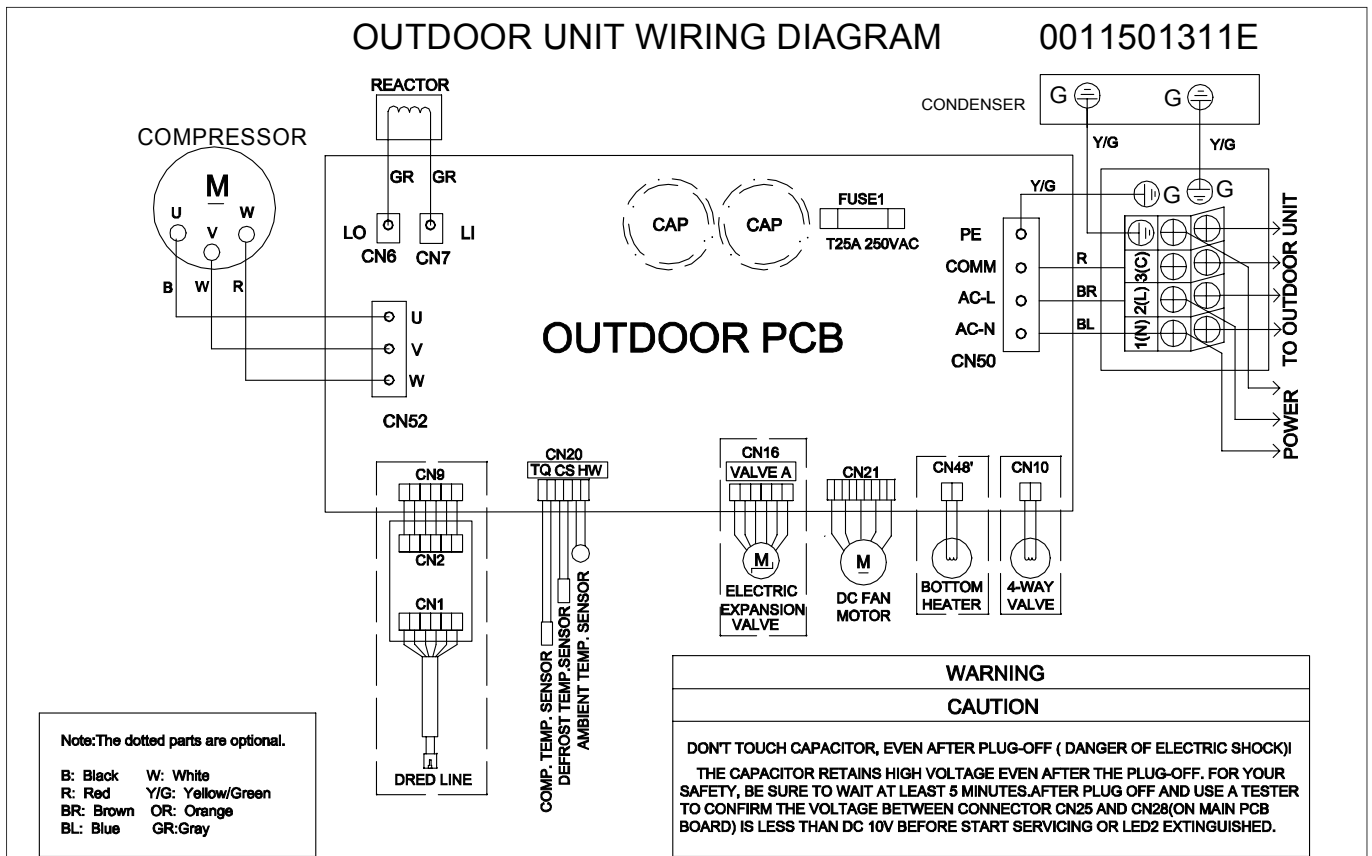 OUTDOOR UNIT WIRING DIAGRAM 0011501311E
REACTOR
COMPRESSOR
M
U
V
W
B
W
R
GR
GR
LO
LI
CN6
CN7
U
V
W
CN52
CAP
CAP
FUSE1
T25A 250VAC
OUTDOOR PCB
CONDENSER
G
G
Y/G
Y/G
Y/G
G
G
PE
COMM
AC-L
AC-N
CN50
R
BR
BL
3(C)
2(L)
1(N)
TO OUTDOOR UNIT
POWER
CN9
CN2
CN1
DRED LINE
CN20
TQ CS HW
COMP. TEMP. SENSOR
DEFROST TEMP.SENSOR
AMBIENT TEMP. SENSOR
CN16
VALVE A
M
ELECTRIC
EXPANSION
VALVE
CN21
M
DC FAN
MOTOR
CN48'
BOTTOM
HEATER
CN10
4-WAY
VALVE
Note:The dotted parts are optional.
B: Black W: White
R: Red Y/G: Yellow/Green
BR: Brown OR: Orange
BL: Blue GR:Gray
WARNING
CAUTION
DON'T TOUCH CAPACITOR, EVEN AFTER PLUG-OFF ( DANGER OF ELECTRIC SHOCK)!
THE CAPACITOR RETAINS HIGH VOLTAGE EVEN AFTER THE PLUG-OFF. FOR YOUR
SAFETY, BE SURE TO WAIT AT LEAST 5 MINUTES.AFTER PLUG OFF AND USE A TESTER
TO CONFIRM THE VOLTAGE BETWEEN CONNECTOR CN25 AND CN28(ON MAIN PCB
BOARD) IS LESS THAN DC 10V BEFORE START SERVICING OR LED2 EXTINGUISHED.